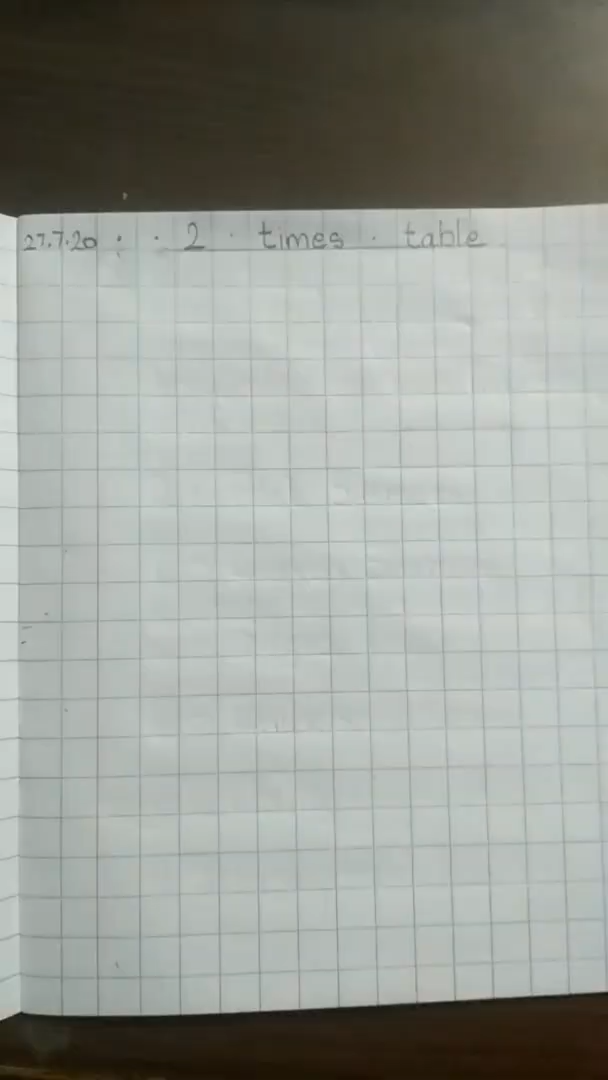 27.7.20 : . 2 . times . table